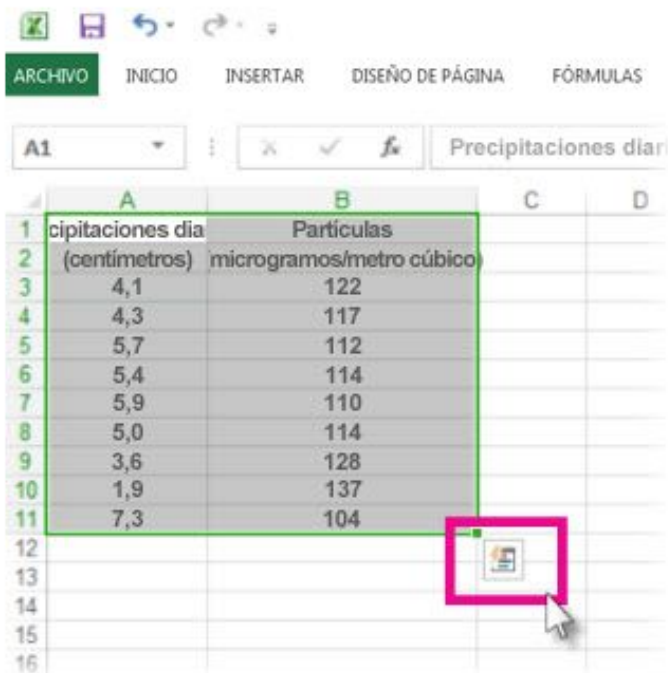 ARCHIVO INICIO INSERTAR DISEÑO DE PÁGINA FÓRMULAS
A1 fx Precipitaciones diar
A B C D
1 cipitaciones dia Partículas
2 (centímetros) microgramos/metro cúbico)
3 4,1 122
4 4,3 117
5 5,7 112
6 5,4 114
7 5,9 110
8 5,0 114
9 3,6 128
10 1,9 137
11 7,3 104
12
13
14
15
16